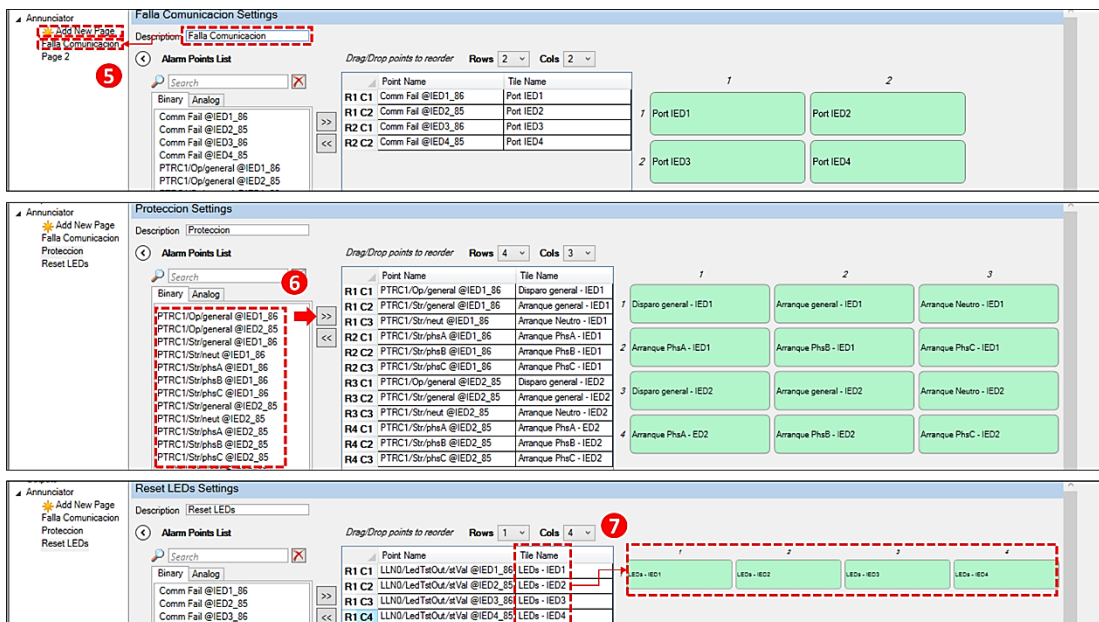 Annunciator
Add New Page
Falla Comunicacion
Page 2
5
Falla Comunicacion Settings
Description Falla Comunicacion
Alarm Points List
Search
Binary Analog
Comm Fail @IED1_86
Comm Fail @IED2_85
Comm Fail @IED3_86
Comm Fail @IED4_85
PTRC1/Op/general @IED1_86
PTRC1/Op/general @IED2_85
>>
<<
Drag/Drop points to reorder Rows 2 Cols 2
Point Name Tile Name
R1 C1 Comm Fail @IED1_86 Port IED1
R1 C2 Comm Fail @IED2_85 Port IED2
R2 C1 Comm Fail @IED3_86 Port IED3
R2 C2 Comm Fail @IED4_85 Port IED4
1 2
1 Port IED1 Port IED2
2 Port IED3 Port IED4
Annunciator
Add New Page
Falla Comunicacion
Proteccion
Reset LEDs
Proteccion Settings
Description Proteccion
Alarm Points List
Search
6
Binary Analog
PTRC1/Op/general @IED1_86
PTRC1/Op/general @IED2_85
PTRC1/Str/general @IED1_86
PTRC1/Str/neut @IED1_86
PTRC1/Str/phsA @IED1_86
PTRC1/Str/phsB @IED1_86
PTRC1/Str/phsC @IED1_86
PTRC1/Str/general @IED2_85
PTRC1/Str/neut @IED2_85
PTRC1/Str/phsA @IED2_85
PTRC1/Str/phsB @IED2_85
PTRC1/Str/phsC @IED2_85
>>
<<
Drag/Drop points to reorder Rows 4 Cols 3
Point Name Tile Name
R1 C1 PTRC1/Op/general @IED1_86 Disparo general - IED1
R1 C2 PTRC1/Str/general @IED1_86 Arranque general - IED1
R1 C3 PTRC1/Str/neut @IED1_86 Arranque Neutro - IED1
R2 C1 PTRC1/Str/phsA @IED1_86 Arranque PhsA - IED1
R2 C2 PTRC1/Str/phsB @IED1_86 Arranque PhsB - IED1
R2 C3 PTRC1/Str/phsC @IED1_86 Arranque PhsC - IED1
R3 C1 PTRC1/Op/general @IED2_85 Disparo general - IED2
R3 C2 PTRC1/Str/general @IED2_85 Arranque general - IED2
R3 C3 PTRC1/Str/neut @IED2_85 Arranque Neutro - IED2
R4 C1 PTRC1/Str/phsA @IED2_85 Arranque PhsA - ED2
R4 C2 PTRC1/Str/phsB @IED2_85 Arranque PhsB - IED2
R4 C3 PTRC1/Str/phsC @IED2_85 Arranque PhsC - IED2
1 2 3
1 Disparo general - IED1 Arranque general - IED1 Arranque Neutro - IED1
2 Arranque PhsA - IED1 Arranque PhsB - IED1 Arranque PhsC - IED1
3 Disparo general - IED2 Arranque general - IED2 Arranque Neutro - IED2
4 Arranque PhsA - ED2 Arranque PhsB - IED2 Arranque PhsC - IED2
Annunciator
Add New Page
Falla Comunicacion
Proteccion
Reset LEDs
Reset LEDs Settings
Description Reset LEDs
Alarm Points List
Search
Binary Analog
Comm Fail @IED1_86
Comm Fail @IED2_85
Comm Fail @IED3_86
>>
<<
Drag/Drop points to reorder Rows 1 Cols 4
7
Point Name Tile Name
R1 C1 LLN0/LedTstOut/stVal @IED1_86 LEDs - IED1
R1 C2 LLN0/LedTstOut/stVal @IED2_85 LEDs - IED2
R1 C3 LLN0/LedTstOut/stVal @IED3_86 LEDs - IED3
R1 C4 LLN0/LedTstOut/stVal @IED4_85 LEDs - IED4
1 2 3 4
LEDs - IED1 LEDs - IED2 LEDs - IED3 LEDs - IED4